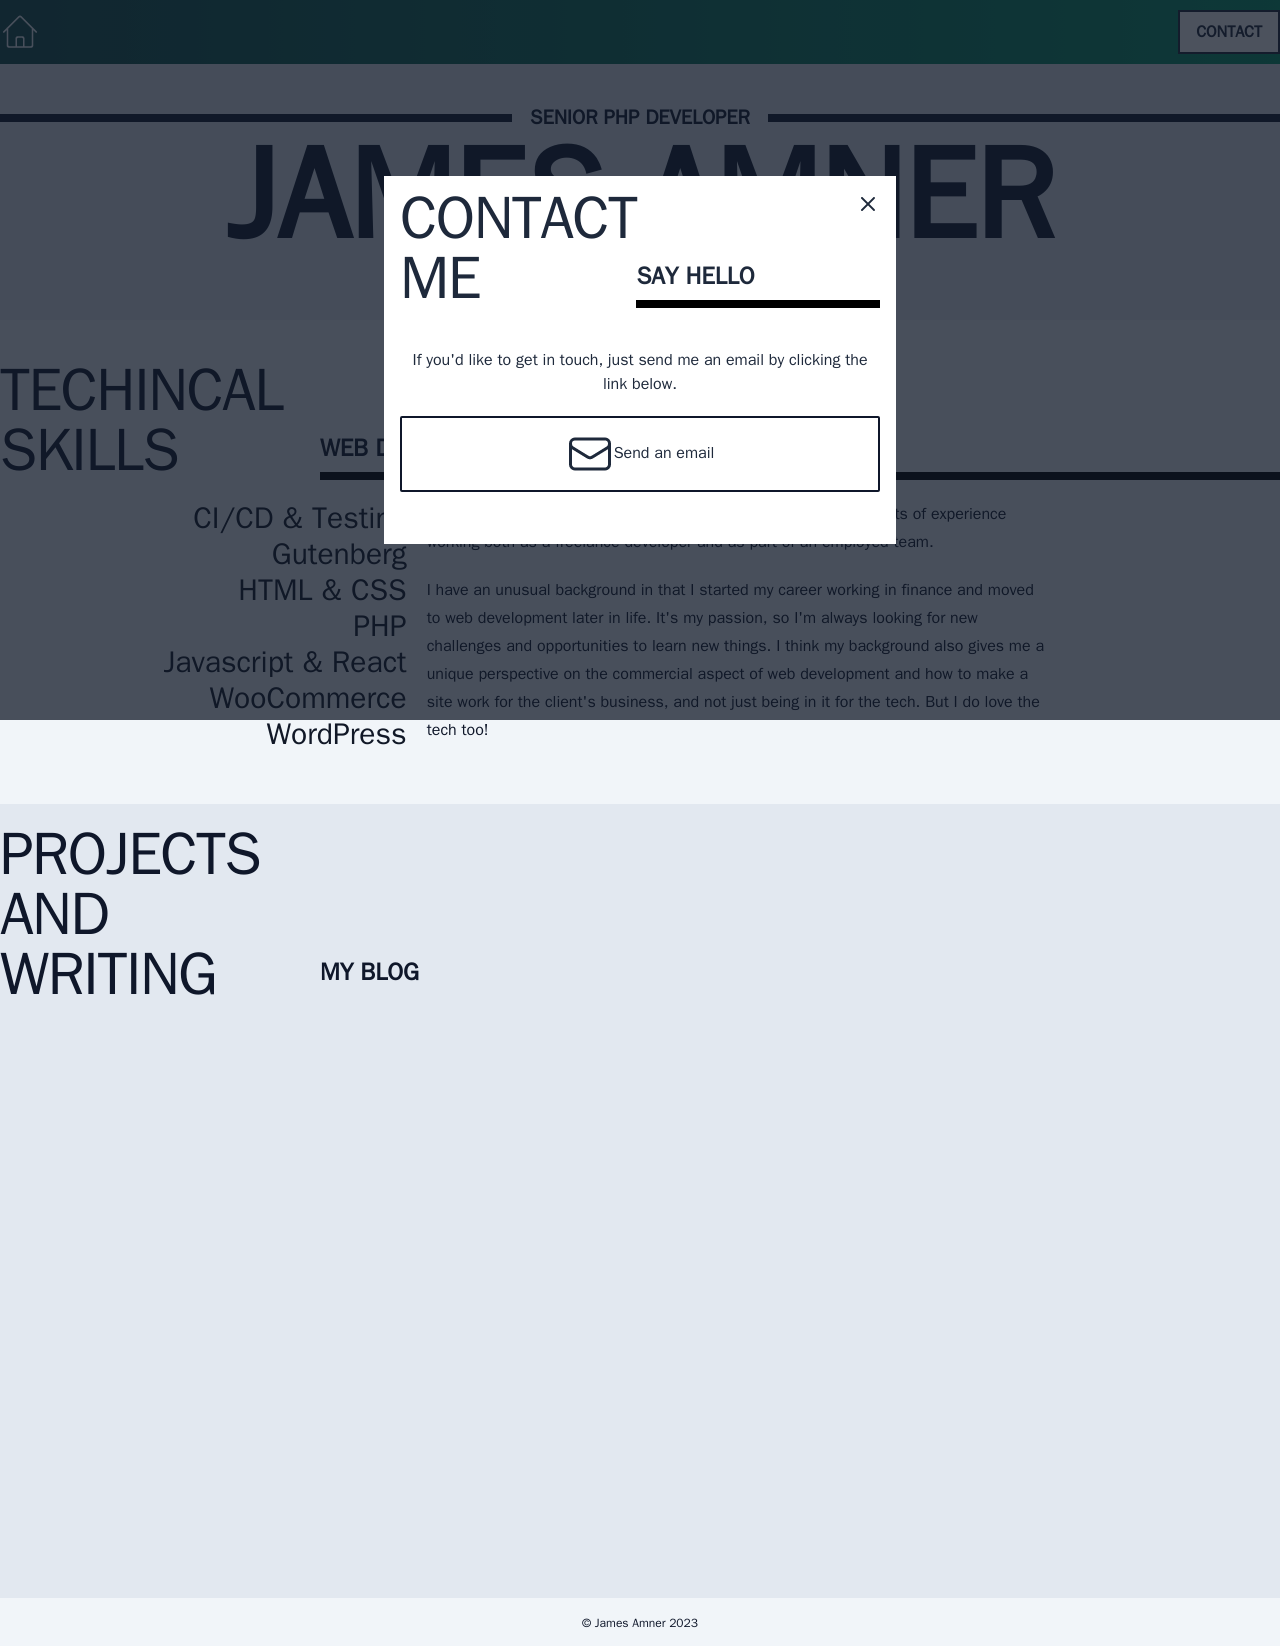 CONTACT
SENIOR PHP DEVELOPER
JAMES AMNER
CONTACT
ME
SAY HELLO
If you'd like to get in touch, just send me an email by clicking the
link below.
Send an email
TECHINCAL
SKILLS
WEB
CI/CD & Testing
Gutenberg
HTML & CSS
PHP
Javascript & React
WooCommerce
WordPress
of experience
working both as a freelance developer and as part of an employed team.
I have an unusual background in that I started my career working in finance and moved
to web development later in life. It's my passion, so I'm always looking for new
challenges and opportunities to learn new things. I think my background also gives me a
unique perspective on the commercial aspect of web development and how to make a
site work for the client's business, and not just being in it for the tech. But I do love the
tech too!
PROJECTS
AND
WRITING
MY BLOG
© James Amner 2023